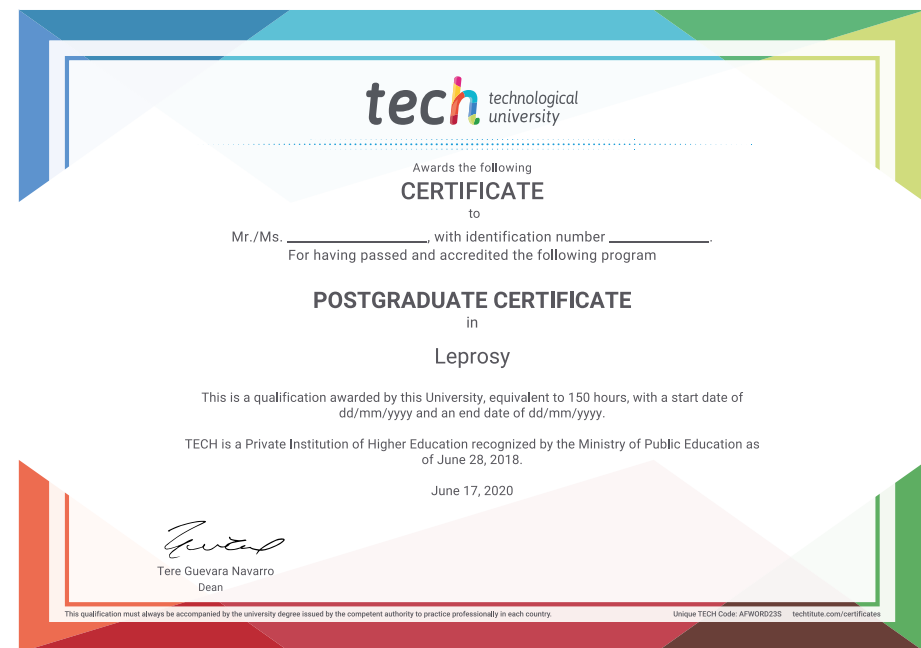 tech technological
university
Awards the following
CERTIFICATE
to
Mr./Ms. ____________________, with identification number ______________.
For having passed and accredited the following program
POSTGRADUATE CERTIFICATE
in
Leprosy
This is a qualification awarded by this University, equivalent to 150 hours, with a start date of
dd/mm/yyyy and an end date of dd/mm/yyyy.
TECH is a Private Institution of Higher Education recognized by the Ministry of Public Education as
of June 28, 2018.
June 17, 2020
Tere Guevara Navarro
Dean
This qualification must always be accompanied by the university degree issued by the competent authority to practice professionally in each country. Unique TECH Code: AFWORD23S techtitute.com/certificates